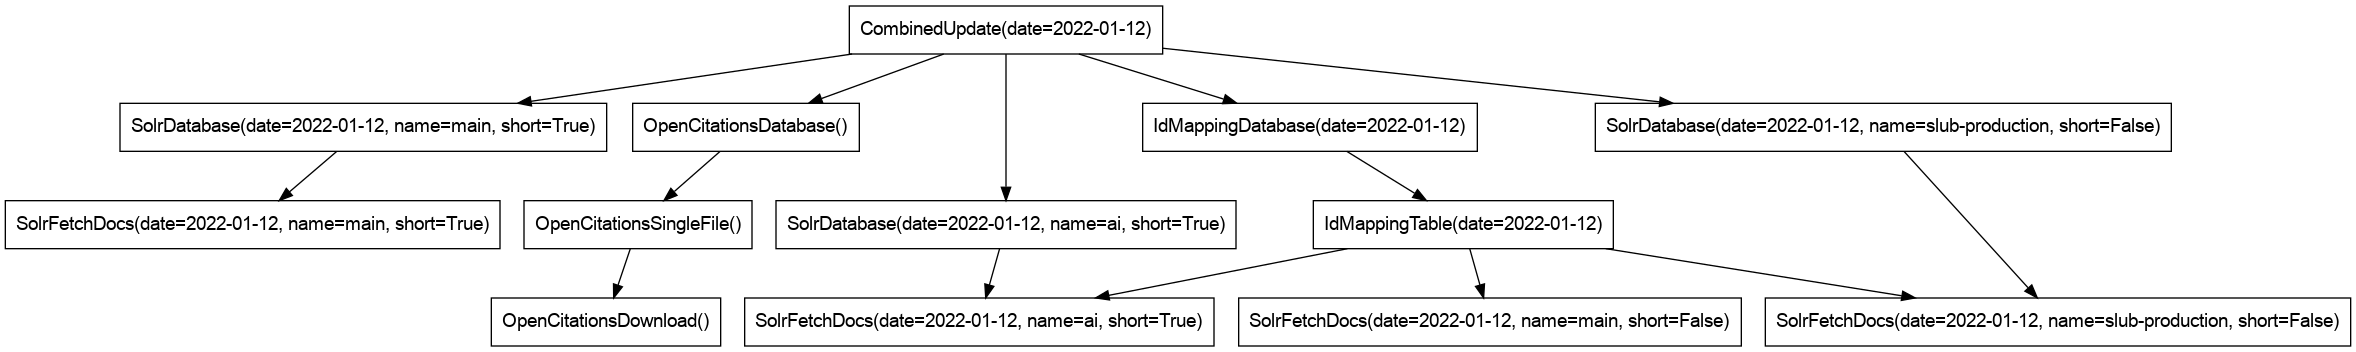 CombinedUpdate(date=2022-01-12)
SolrDatabase(date=2022-01-12, name=main, short=True)
OpenCitationsDatabase()
IdMappingDatabase(date=2022-01-12)
SolrDatabase(date=2022-01-12, name=slub-production, short=False)
SolrFetchDocs(date=2022-01-12, name=main, short=True)
OpenCitationsSingleFile()
SolrDatabase(date=2022-01-12, name=ai, short=True)
IdMappingTable(date=2022-01-12)
OpenCitationsDownload()
SolrFetchDocs(date=2022-01-12, name=ai, short=True)
SolrFetchDocs(date=2022-01-12, name=main, short=False)
SolrFetchDocs(date=2022-01-12, name=slub-production, short=False)